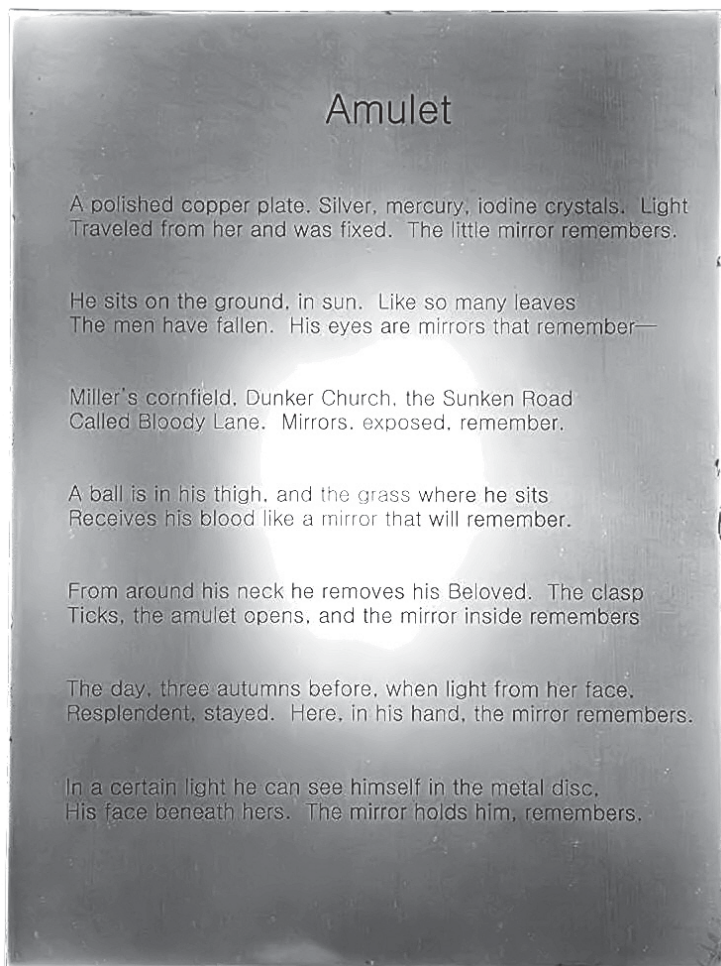 Amulet
A polished copper plate. Silver, mercury, iodine crystals. Light
Traveled from her and was fixed. The little mirror remembers.
He sits on the ground, in sun. Like so many leaves
The men have fallen. His eyes are mirrors that remember—
Miller's cornfield, Dunker Church, the Sunken Road
Called Bloody Lane. Mirrors, exposed, remember.
A ball is in his thigh, and the grass where he sits
Receives his blood like a mirror that will remember.
From around his neck he removes his Beloved. The clasp
Ticks, the amulet opens, and the mirror inside remembers
The day, three autumns before, when light from her face,
Resplendent, stayed. Here, in his hand, the mirror remembers.
In a certain light he can see himself in the metal disc,
His face beneath hers. The mirror holds him, remembers.